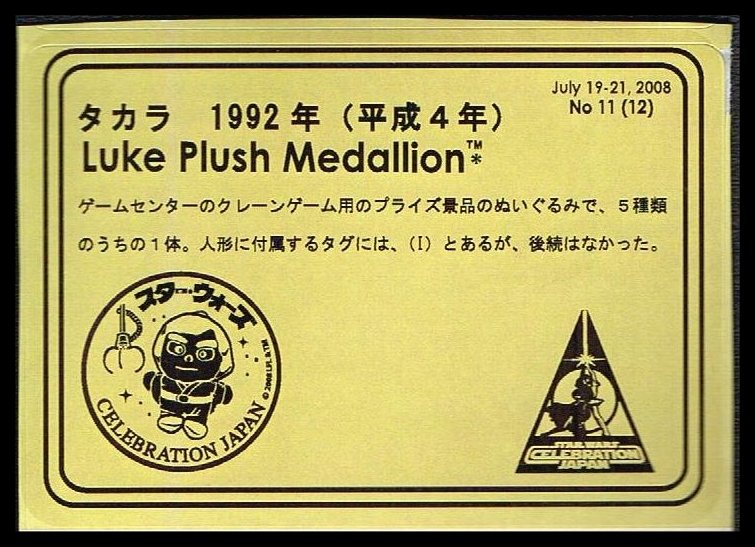 July 19-21, 2008
No 11 (12)
タカラ 1992年（平成４年）
Luke Plush Medallion™*
ゲームセンターのクレーンゲーム用のプライズ景品のぬいぐるみで、５種類
のうちの１体。人形に付属するタグには、（I）とあるが、後続はなかった。
スター・ウォーズ
CELEBRATION JAPAN
©2008 LFL & TM.
STAR WARS
CELEBRATION
JAPAN